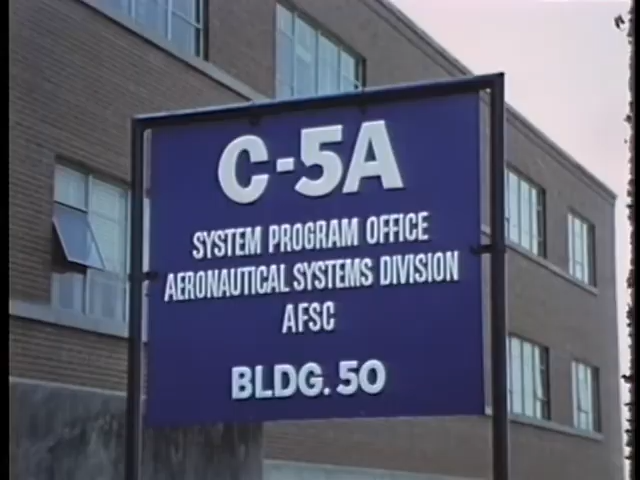 C-5A
SYSTEM PROGRAM OFFICE
AERONAUTICAL SYSTEMS DIVISION
AFSC
BLDG. 50